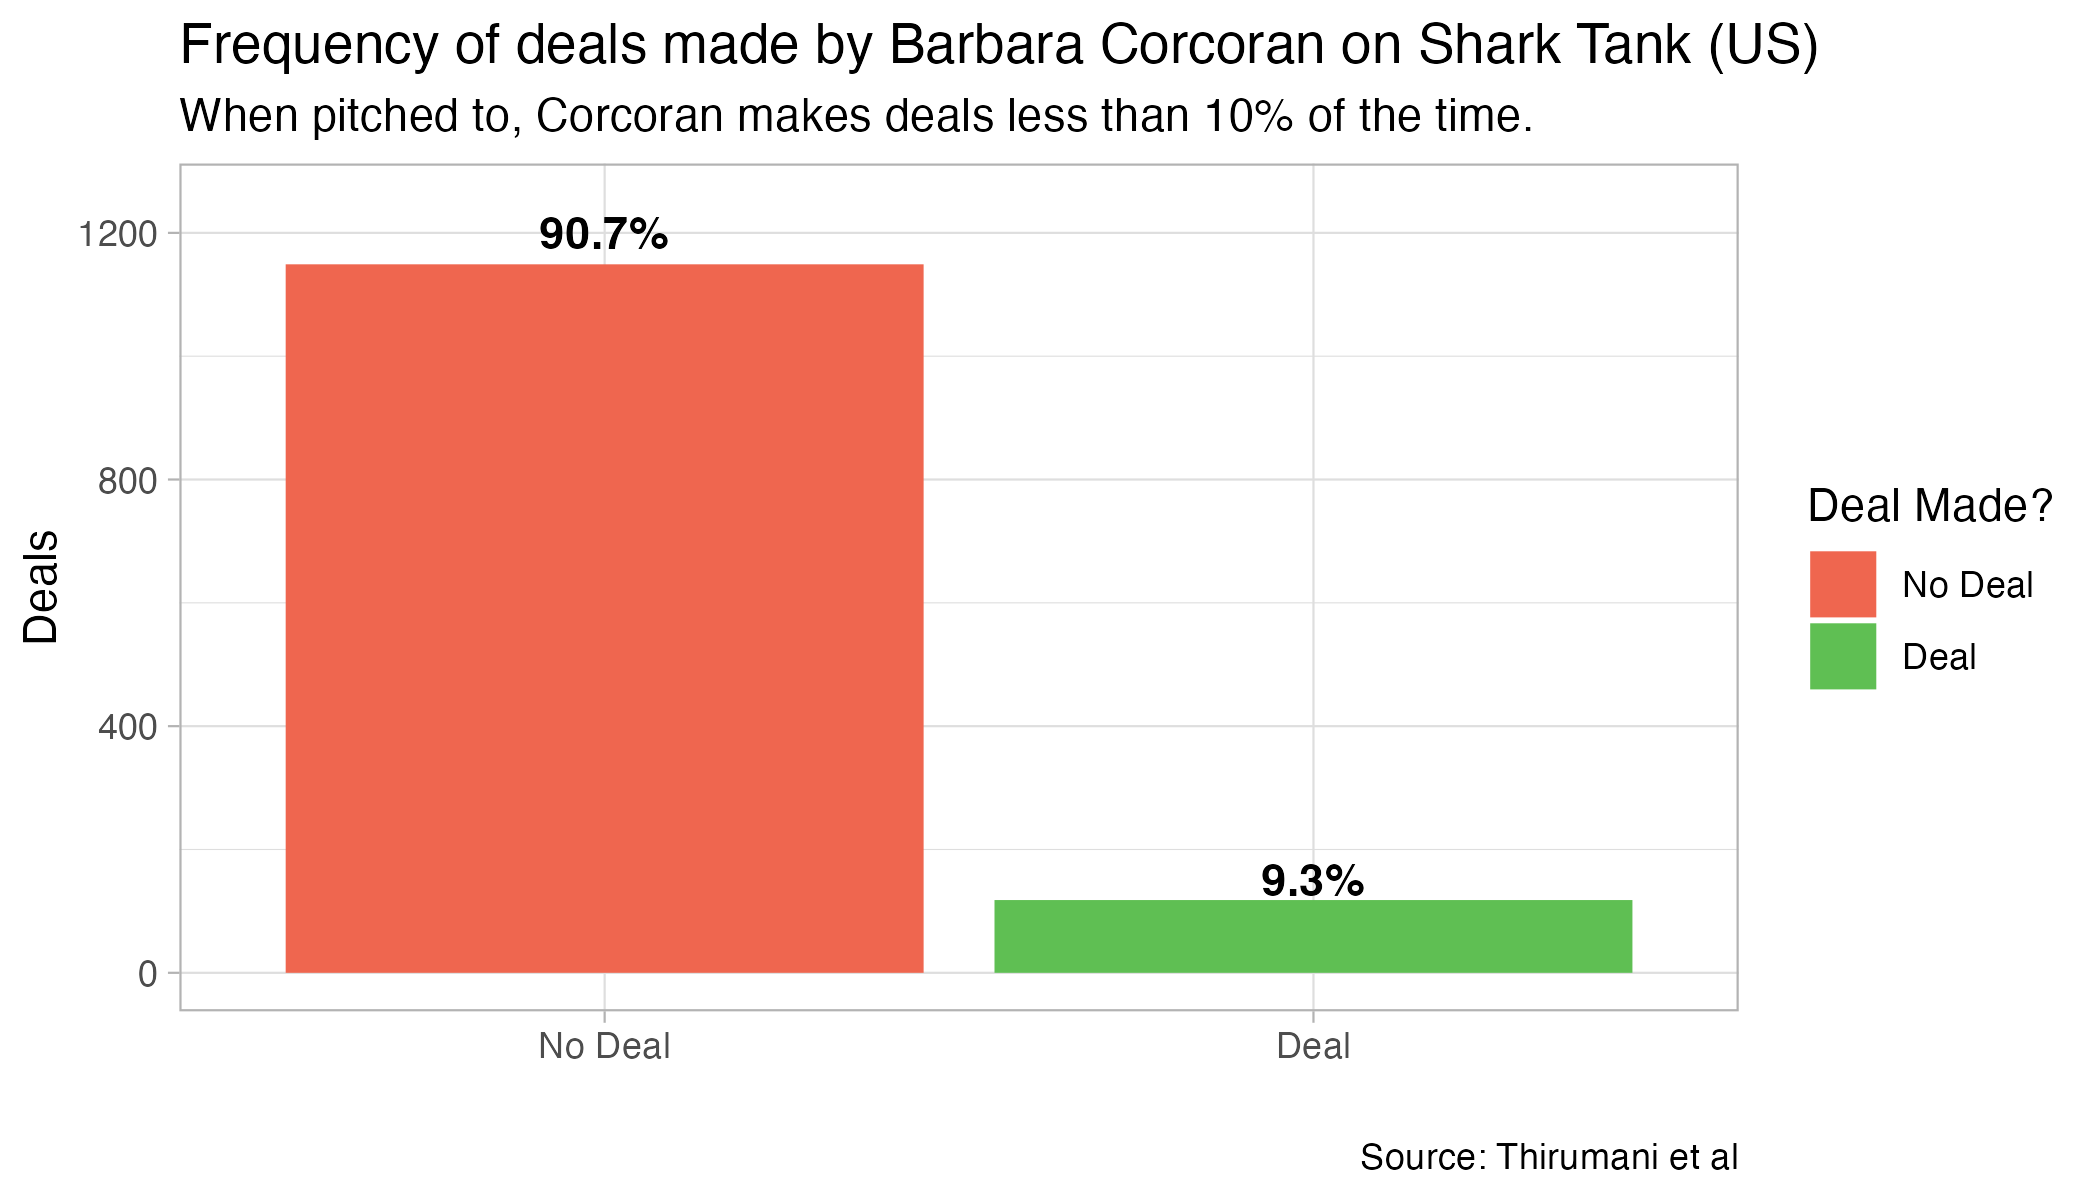 Frequency of deals made by Barbara Corcoran on Shark Tank (US)
When pitched to, Corcoran makes deals less than 10% of the time.
1200
800
400
0
Deals
90.7%
9.3%
No Deal
Deal
Deal Made?
No Deal
Deal
Source: Thirumani et al